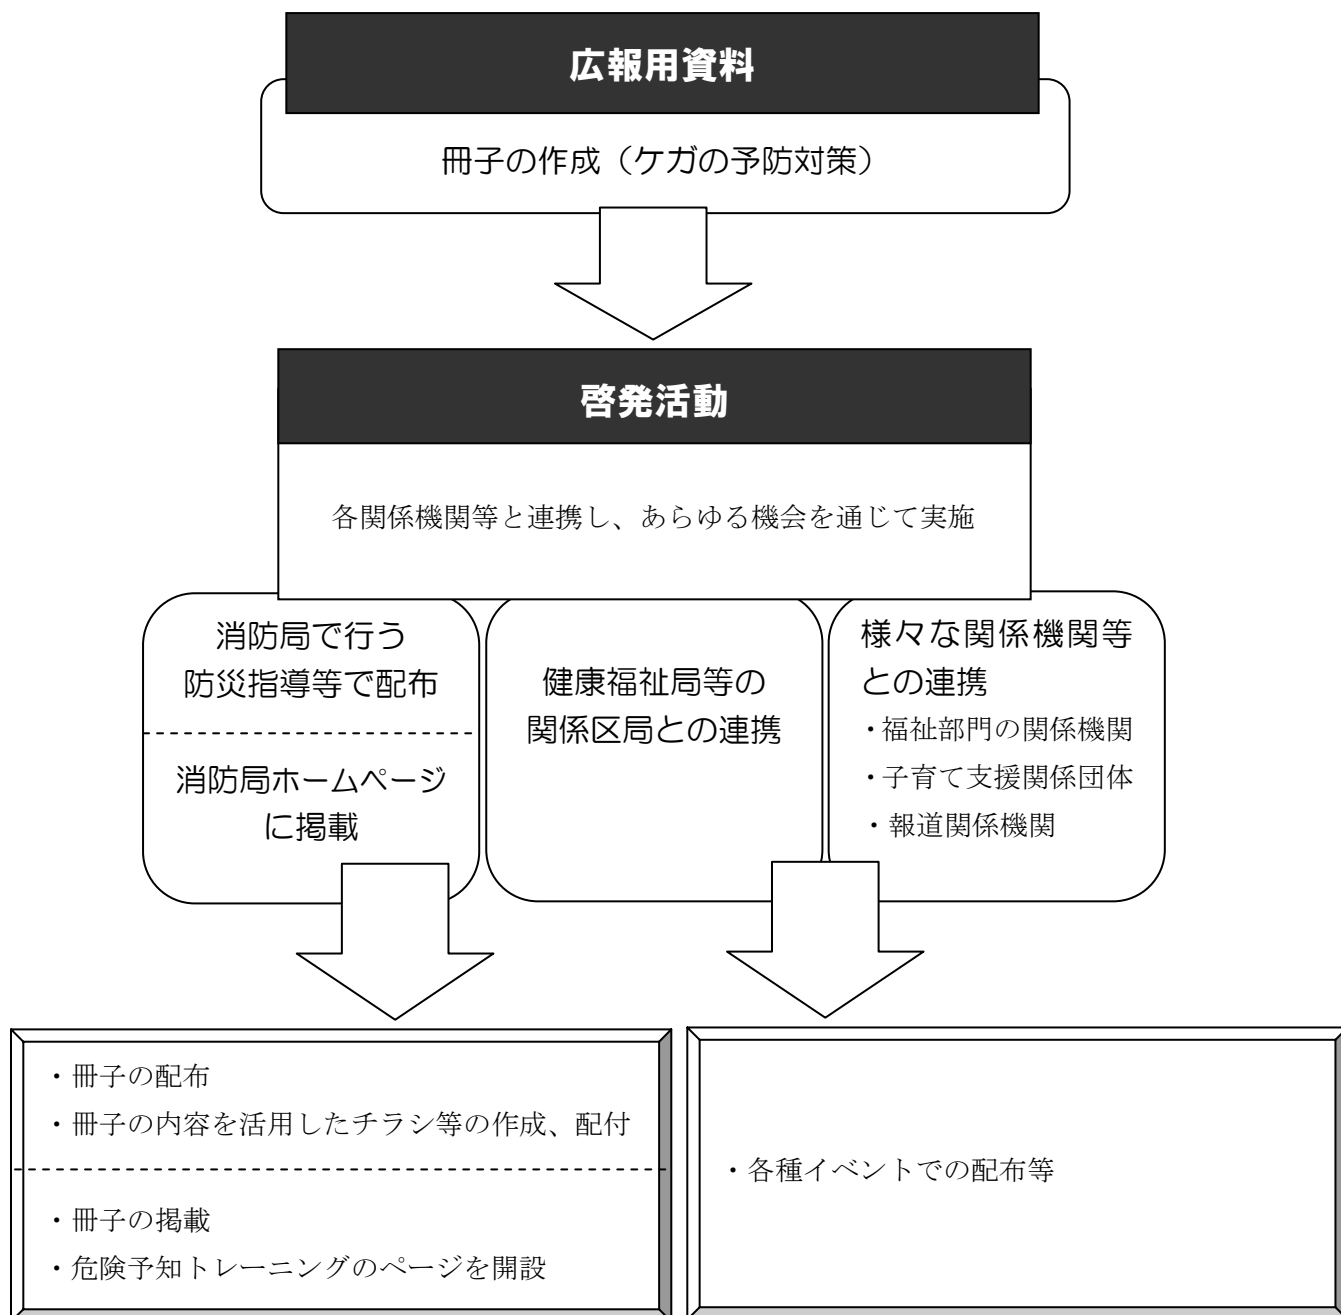 広報用資料
冊子の作成（ケガの予防対策）
啓発活動
各関係機関等と連携し、あらゆる機会を通じて実施
消防局で行う
防災指導等で配布
消防局ホームページ
に掲載
健康福祉局等の
関係区局との連携
様々な関係機関等
との連携
・福祉部門の関係機関
・子育て支援関係団体
・報道関係機関
・冊子の配布
・冊子の内容を活用したチラシ等の作成、配付
・冊子の掲載
・危険予知トレーニングのページを開設
・各種イベントでの配布等